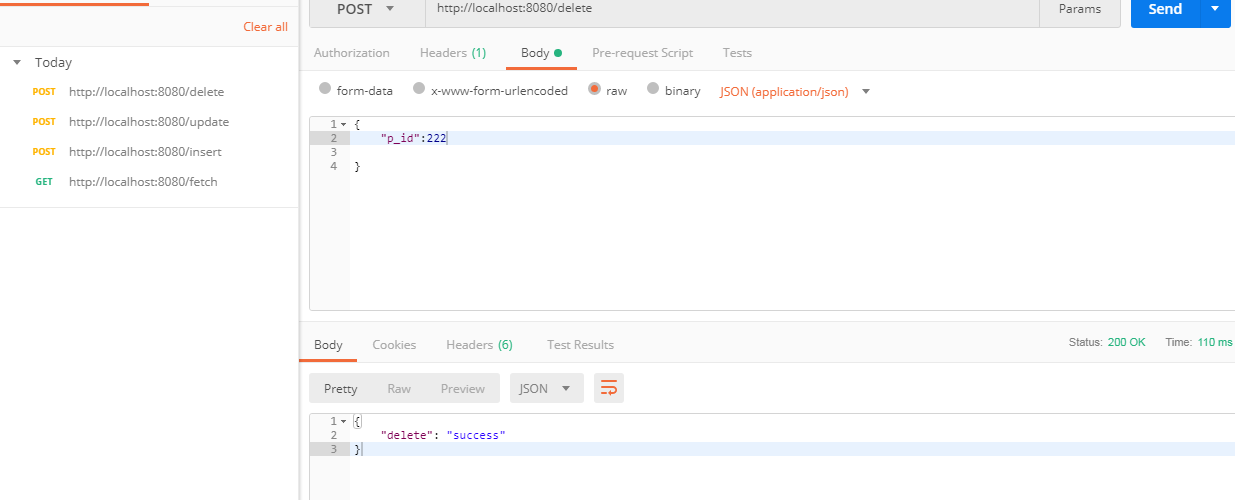 Clear all
Today
POST http://localhost:8080/delete
POST http://localhost:8080/update
POST http://localhost:8080/insert
GET http://localhost:8080/fetch
POST http://localhost:8080/delete Params Send
Authorization Headers (1) Body Pre-request Script Tests
form-data x-www-form-urlencoded raw binary JSON (application/json)
1 {
2 "p_id":222
3
4 }
Body Cookies Headers (6) Test Results Status: 200 OK Time: 110 ms
Pretty Raw Preview JSON
1 {
2 "delete": "success"
3 }